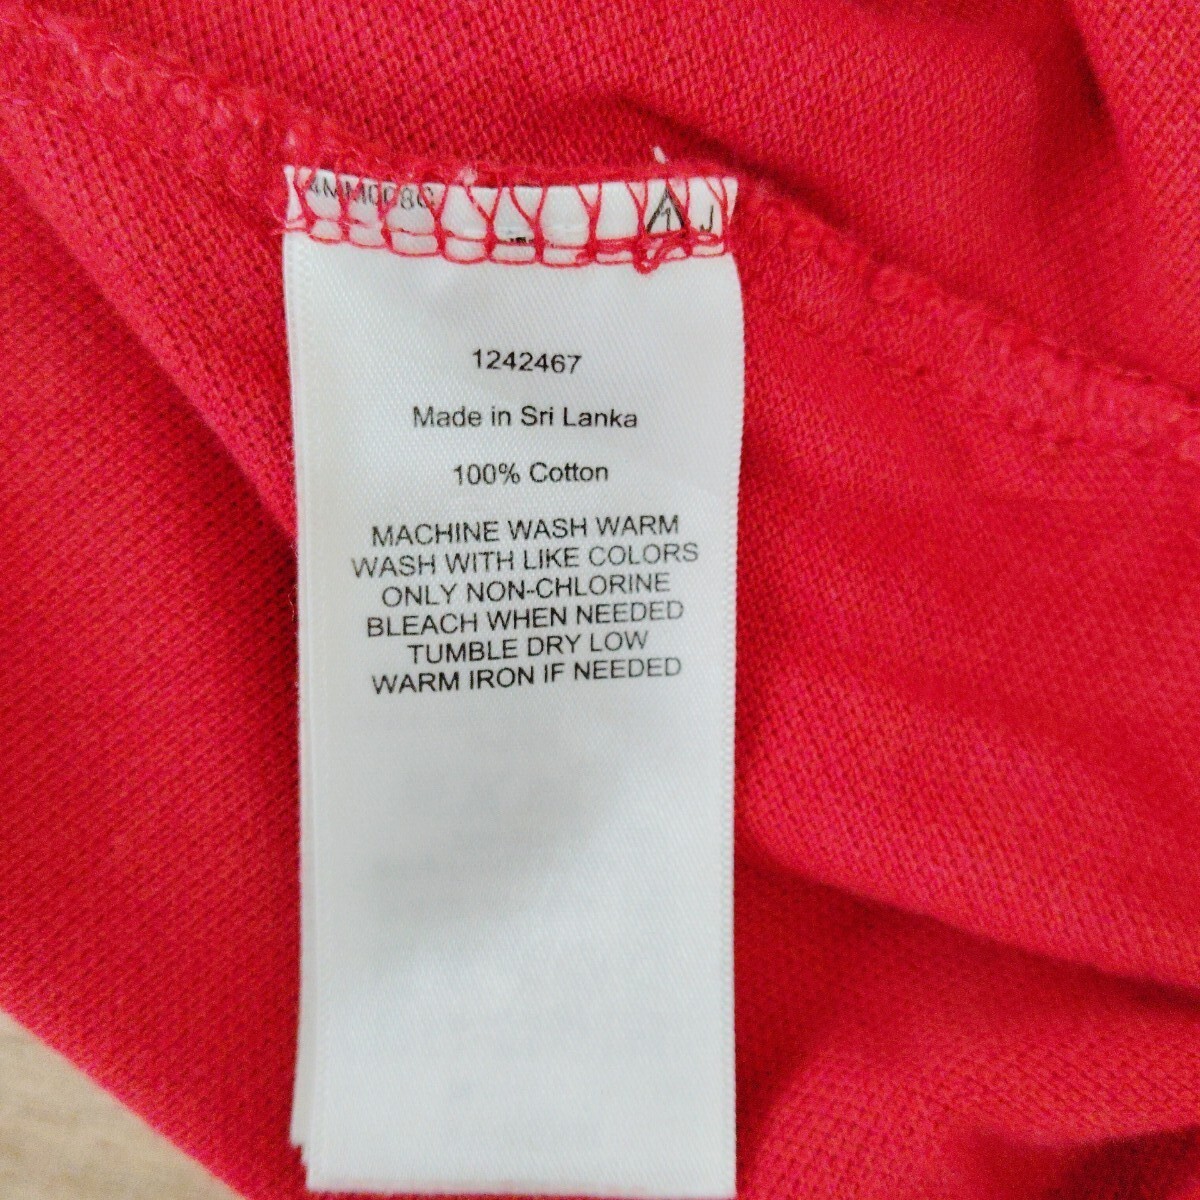 1242467
Made in Sri Lanka
100% Cotton
MACHINE WASH WARM
WASH WITH LIKE COLORS
ONLY NON-CHLORINE
BLEACH WHEN NEEDED
TUMBLE DRY LOW
WARM IRON IF NEEDED